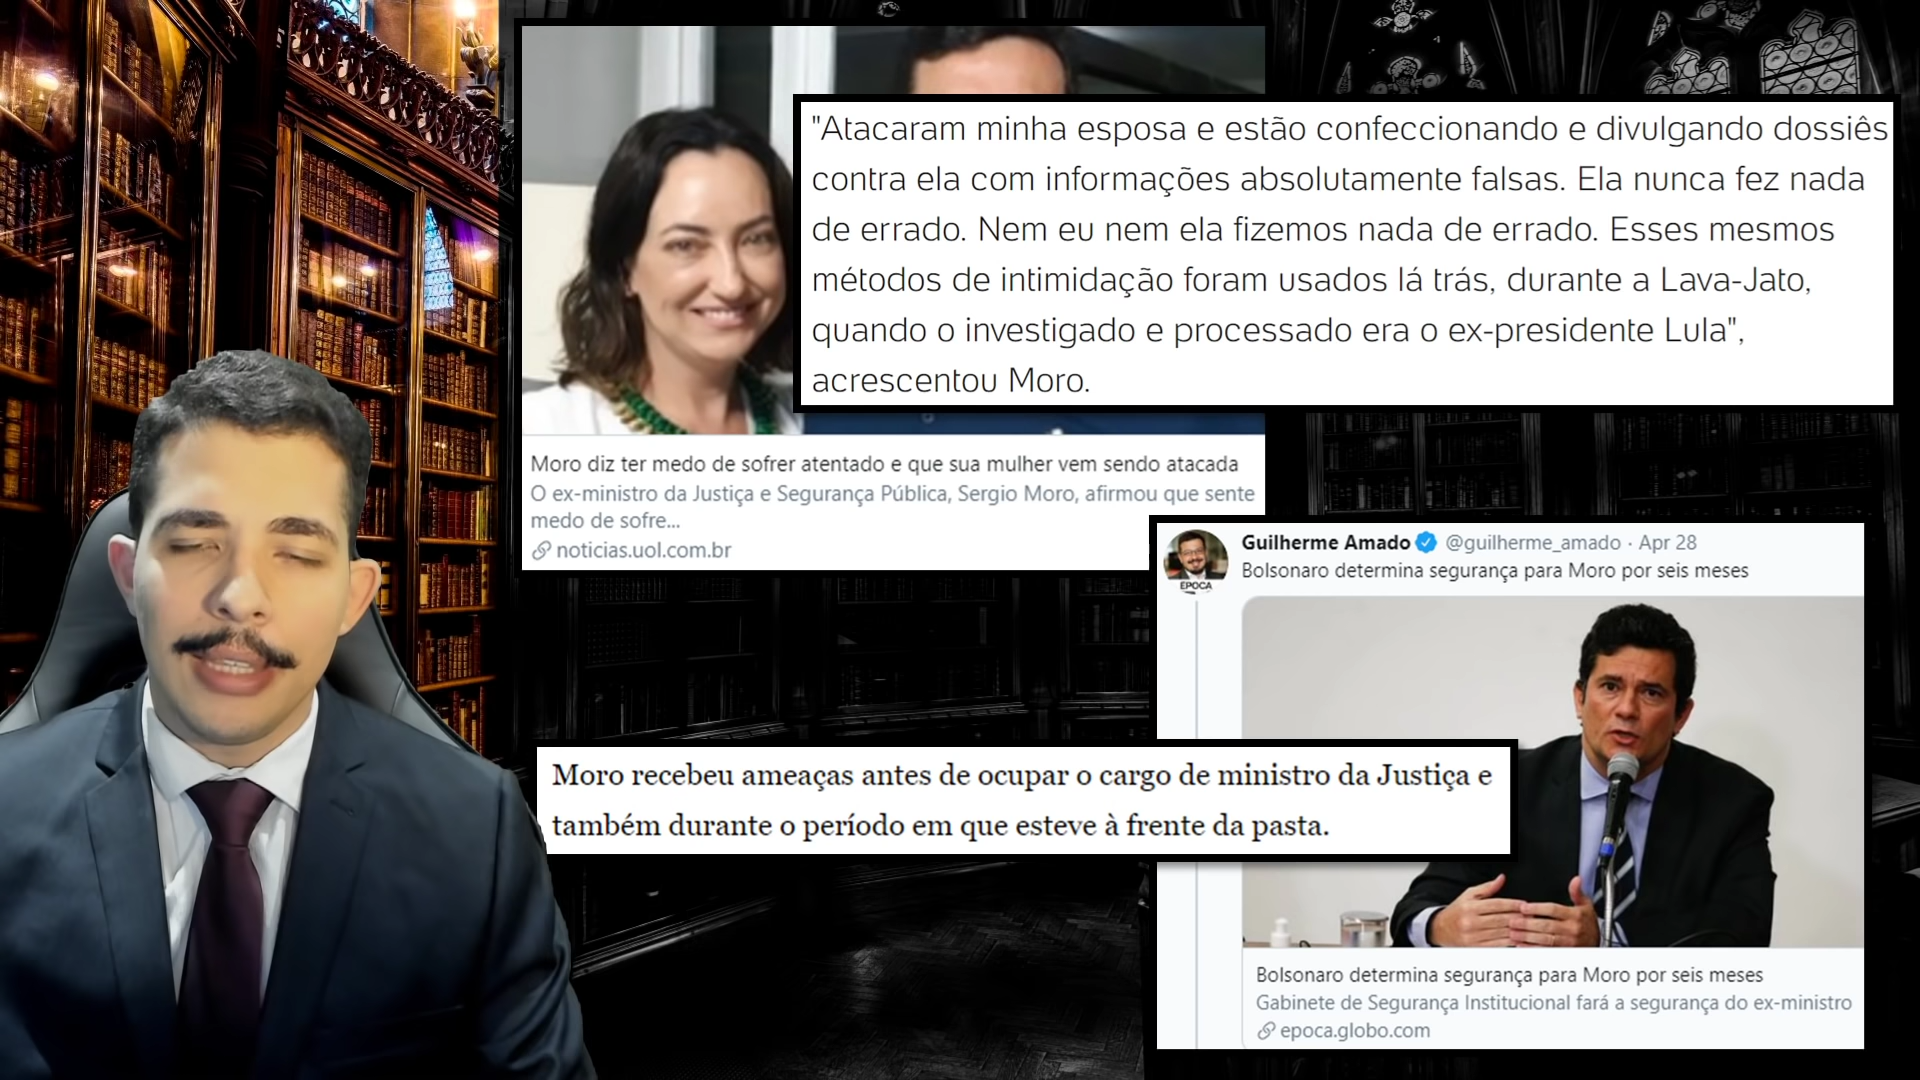 "Atacaram minha esposa e estão confeccionando e divulgando dossiês
contra ela com informações absolutamente falsas. Ela nunca fez nada
de errado. Nem eu nem ela fizemos nada de errado. Esses mesmos
métodos de intimidação foram usados lá trás, durante a Lava-Jato,
quando o investigado e processado era o ex-presidente Lula",
acrescentou Moro.
Moro diz ter medo de sofrer atentado e que sua mulher vem sendo atacada
O ex-ministro da Justiça e Segurança Pública, Sergio Moro, afirmou que sente
medo de sofre...
noticias.uol.com.br
Guilherme Amado @guilherme_amado · Apr 28
Bolsonaro determina segurança para Moro por seis meses
ÉPOCA
Moro recebeu ameaças antes de ocupar o cargo de ministro da Justiça e
também durante o período em que esteve à frente da pasta.
Bolsonaro determina segurança para Moro por seis meses
Gabinete de Segurança Institucional fará a segurança do ex-ministro
epoca.globo.com